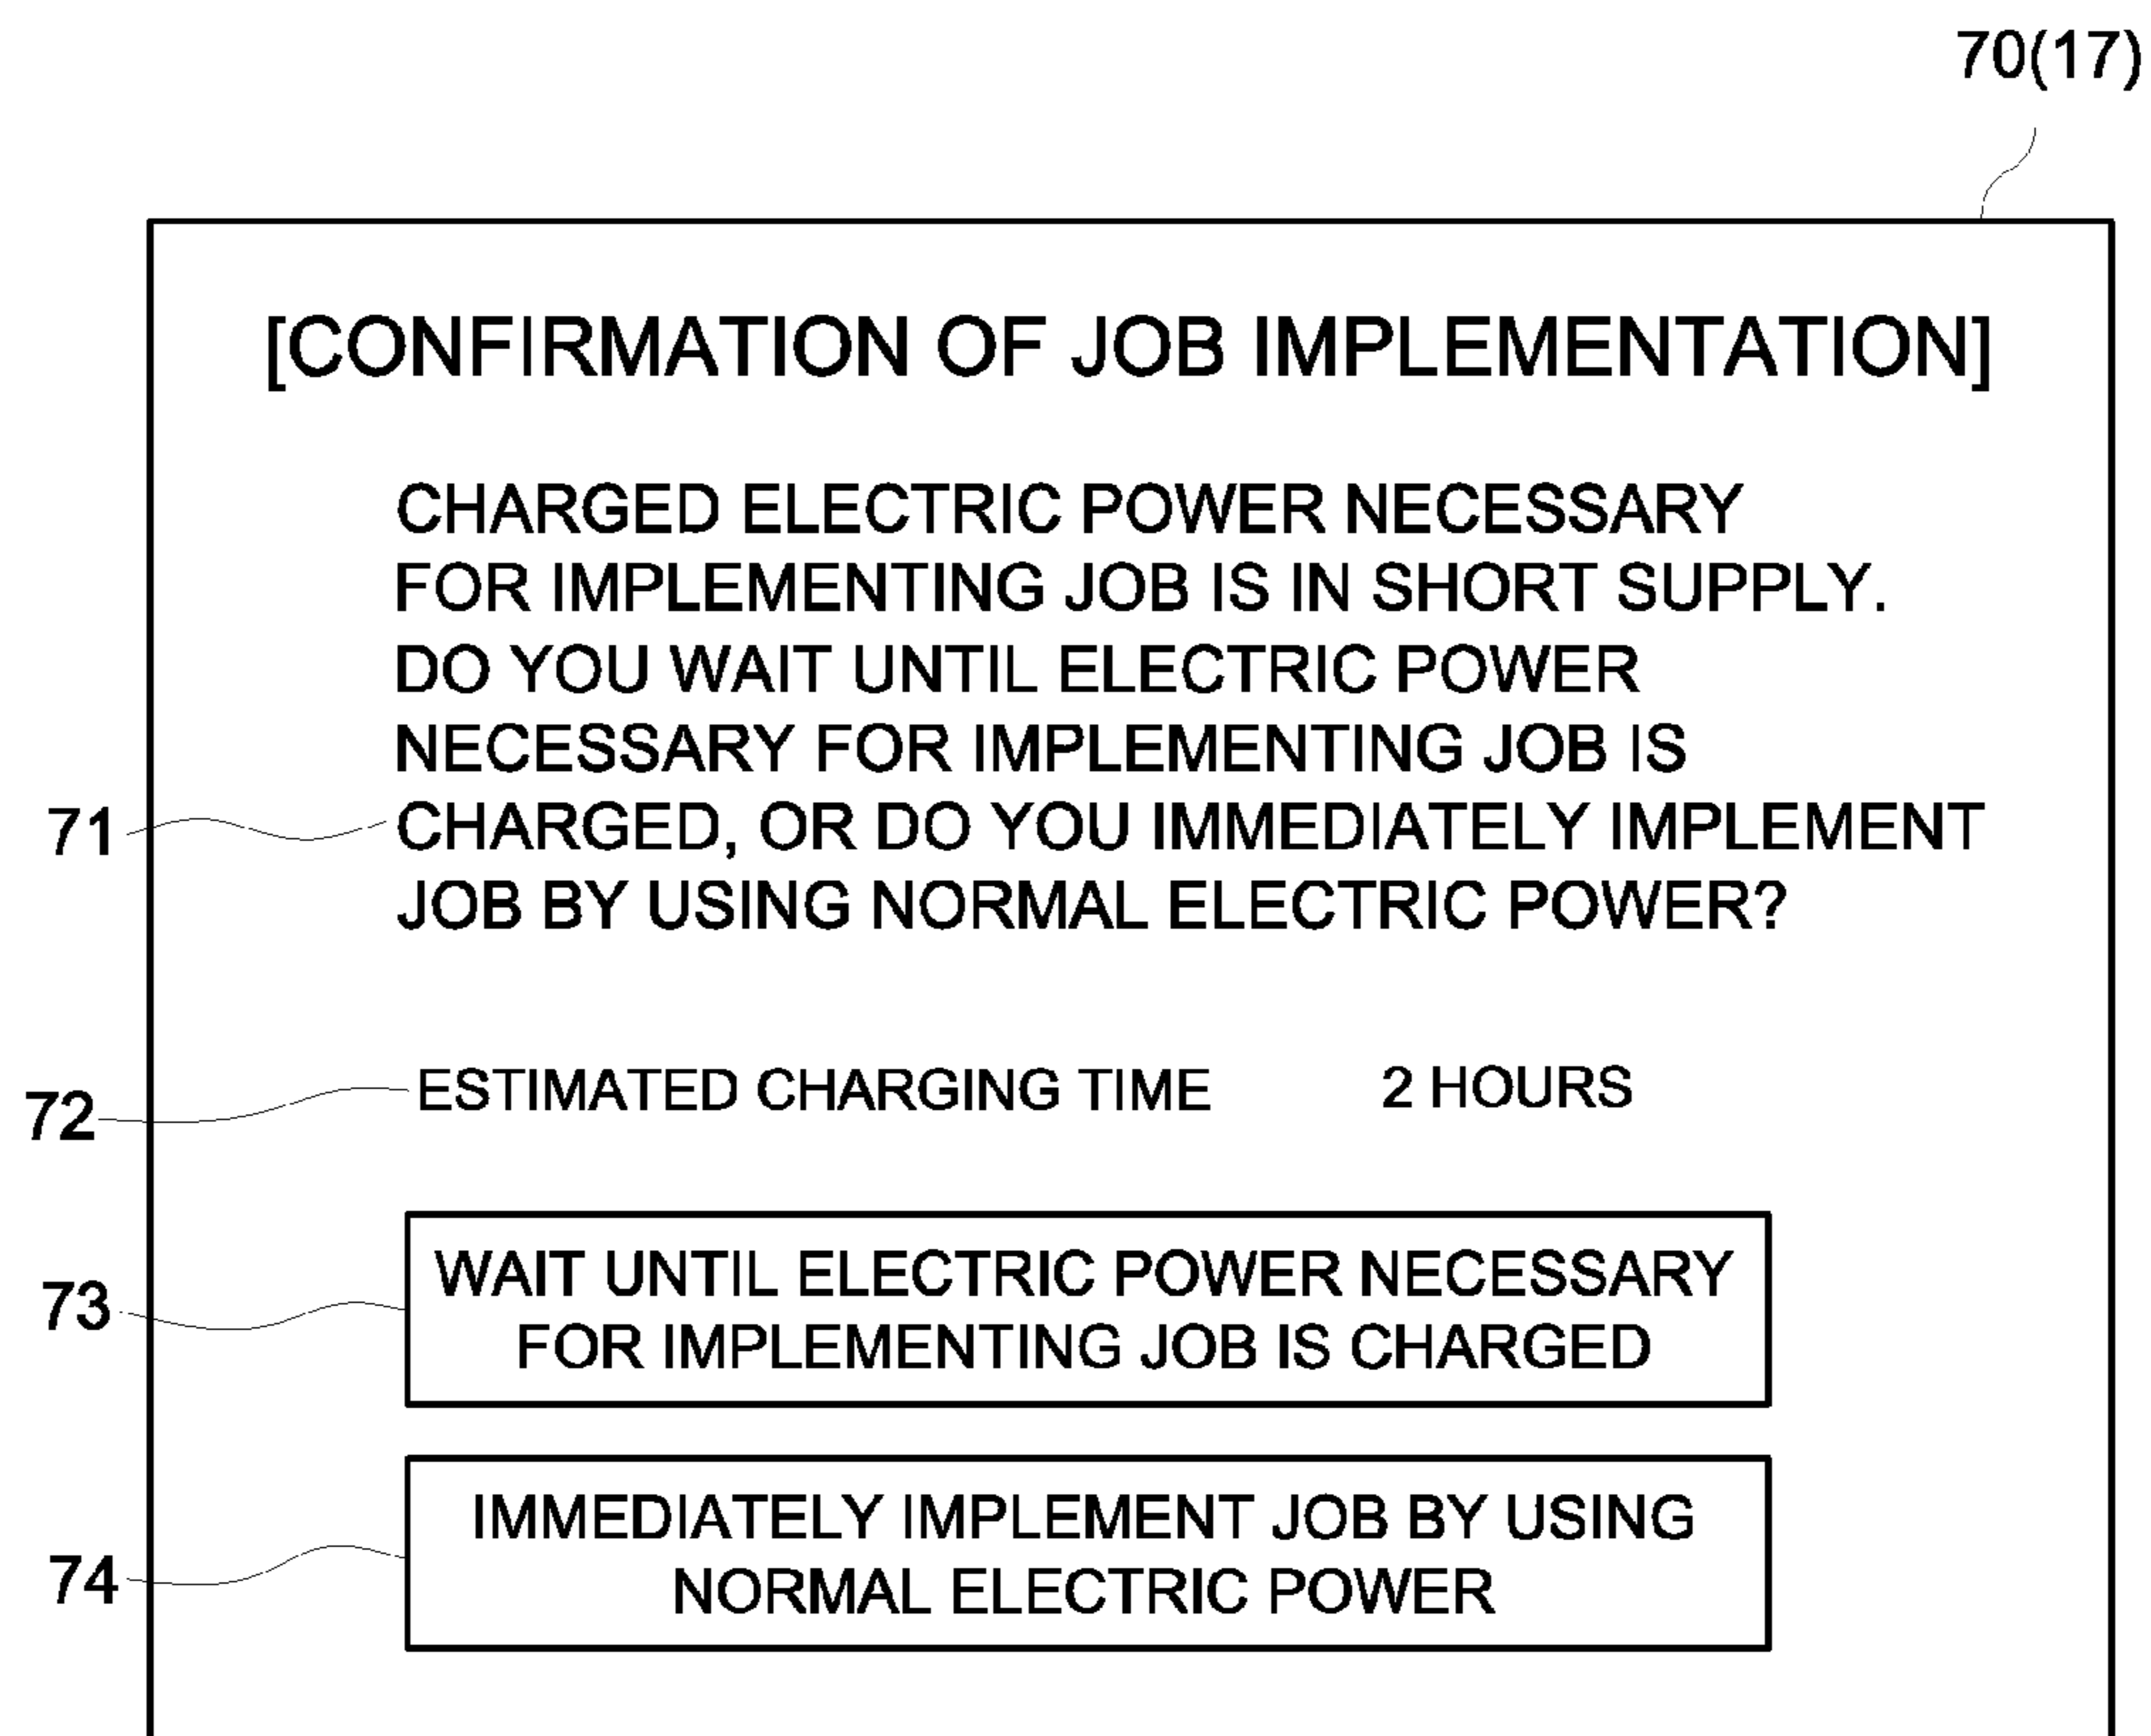 70(17)
[CONFIRMATION OF JOB IMPLEMENTATION]
CHARGED ELECTRIC POWER NECESSARY
FOR IMPLEMENTING JOB IS IN SHORT SUPPLY.
DO YOU WAIT UNTIL ELECTRIC POWER
NECESSARY FOR IMPLEMENTING JOB IS
71 CHARGED, OR DO YOU IMMEDIATELY IMPLEMENT
JOB BY USING NORMAL ELECTRIC POWER?
72 ESTIMATED CHARGING TIME 2 HOURS
WAIT UNTIL ELECTRIC POWER NECESSARY
73 FOR IMPLEMENTING JOB IS CHARGED
IMMEDIATELY IMPLEMENT JOB BY USING
74 NORMAL ELECTRIC POWER